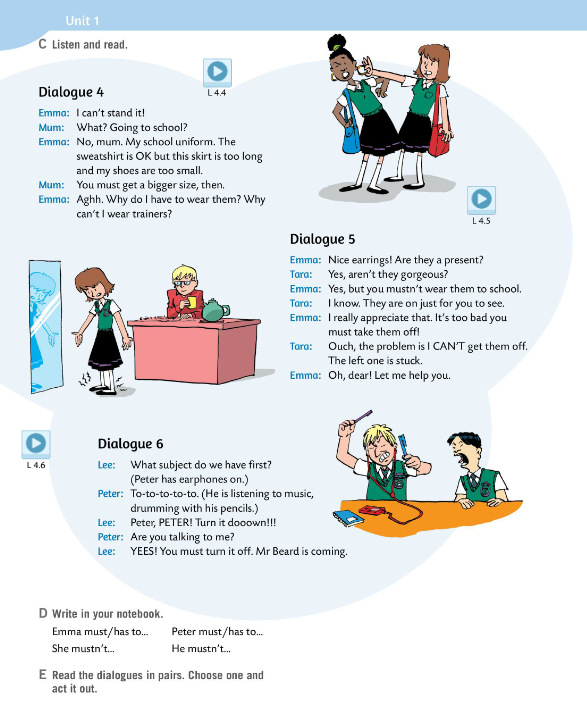 Unit 1
C Listen and read.
L 4.4
Dialogue 4
Emma: I can't stand it!
Mum: What? Going to school?
Emma: No, mum. My school uniform. The
sweatshirt is OK but this skirt is too long
and my shoes are too small.
Mum: You must get a bigger size, then.
Emma: Aghh. Why do I have to wear them? Why
can't I wear trainers?
L 4.5
Dialogue 5
Emma: Nice earrings! Are they a present?
Tara: Yes, aren't they gorgeous?
Emma: Yes, but you mustn't wear them to school.
Tara: I know. They are on just for you to see.
Emma: I really appreciate that. It's too bad you
must take them off!
Tara: Ouch, the problem is I CAN'T get them off.
The left one is stuck.
Emma: Oh, dear! Let me help you.
L 4.6
Dialogue 6
Lee: What subject do we have first?
(Peter has earphones on.)
Peter: To-to-to-to-to. (He is listening to music,
drumming with his pencils.)
Lee: Peter, PETER! Turn it dooown!!!
Peter: Are you talking to me?
Lee: YEES! You must turn it off. Mr Beard is coming.
D Write in your notebook.
Emma must/has to... Peter must/has to...
She mustn't... He mustn't...
E Read the dialogues in pairs. Choose one and
act it out.